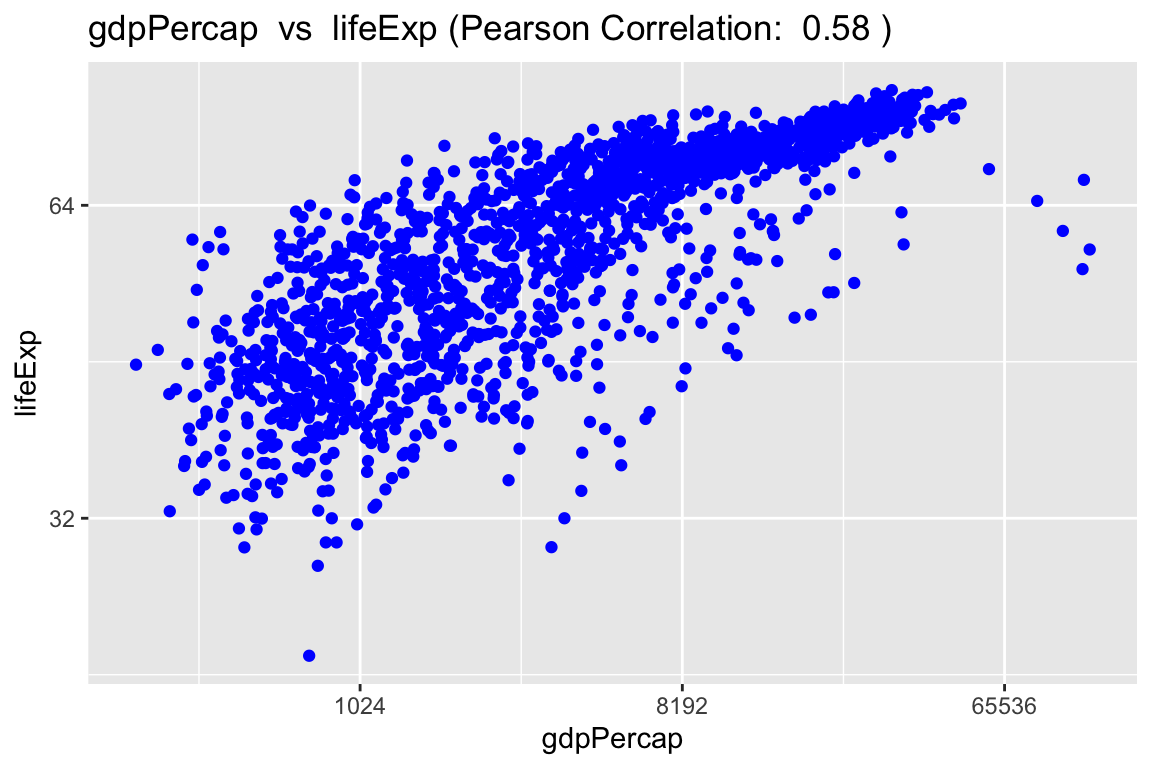 gdpPercap  vs  lifeExp (Pearson Correlation:  0.58 )
64
lifeExp
32
1024 8192 65536
gdpPercap